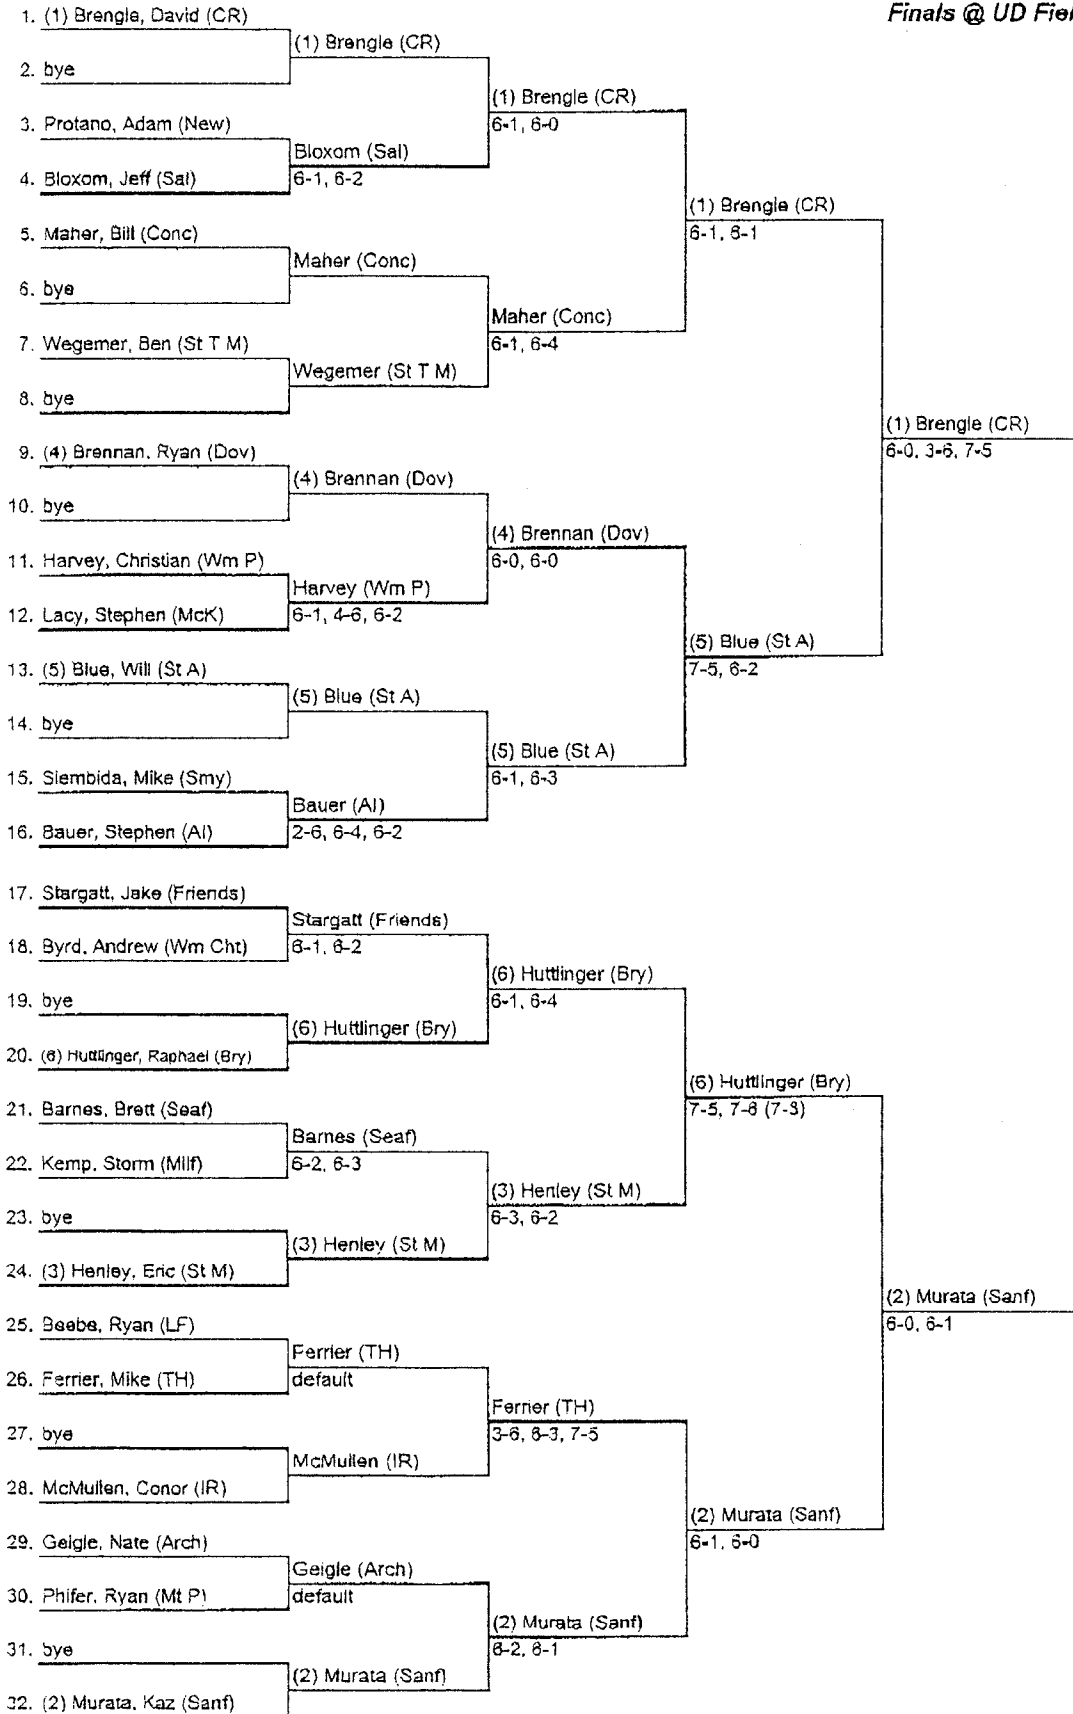 Finals @ UD Fiel
1. (1) Brengle, David (CR)
2. bye
3. Protano, Adam (New)
4. Bloxom, Jeff (Sal)
5. Maher, Bill (Conc)
6. bye
7. Wegemer, Ben (St T M)
8. bye
9. (4) Brennan, Ryan (Dov)
10. bye
11. Harvey, Christian (Wm P)
12. Lacy, Stephen (McK)
13. (5) Blue, Will (St A)
14. bye
15. Slembida, Mike (Smy)
16. Bauer, Stephen (AI)
17. Stargatt, Jake (Friends)
18. Byrd, Andrew (Wm Cht)
19. bye
20. (6) Huttlinger, Raphael (Bry)
21. Barnes, Brett (Seaf)
22. Kemp, Storm (Milf)
23. bye
24. (3) Henley, Eric (St M)
25. Beebe, Ryan (LF)
26. Ferrier, Mike (TH)
27. bye
28. McMullen, Conor (IR)
29. Geigle, Nate (Arch)
30. Phifer, Ryan (Mt P)
31. bye
32. (2) Murata, Kaz (Sanf)
(1) Brengle (CR)
Bloxom (Sal)
6-1, 6-2
Maher (Conc)
Wegemer (St T M)
(4) Brennan (Dov)
Harvey (Wm P)
6-1, 4-6, 6-2
(5) Blue (St A)
Bauer (AI)
2-6, 6-4, 6-2
Stargatt (Friends)
6-1, 6-2
(6) Huttlinger (Bry)
Barnes (Seaf)
6-2, 6-3
(3) Henley (St M)
Ferrier (TH)
default
McMullen (IR)
Geigle (Arch)
default
(2) Murata (Sanf)
(1) Brengle (CR)
6-1, 6-0
Maher (Conc)
6-1, 6-4
(4) Brennan (Dov)
6-0, 6-0
(5) Blue (St A)
6-1, 6-3
(6) Huttlinger (Bry)
6-1, 6-4
(3) Henley (St M)
6-3, 6-2
Ferrier (TH)
3-6, 6-3, 7-5
(2) Murata (Sanf)
6-2, 6-1
(1) Brengle (CR)
6-1, 6-1
(5) Blue (St A)
7-5, 6-2
(6) Huttlinger (Bry)
7-5, 7-6 (7-3)
(2) Murata (Sanf)
6-1, 6-0
(1) Brengle (CR)
6-0, 3-6, 7-5
(2) Murata (Sanf)
6-0, 6-1